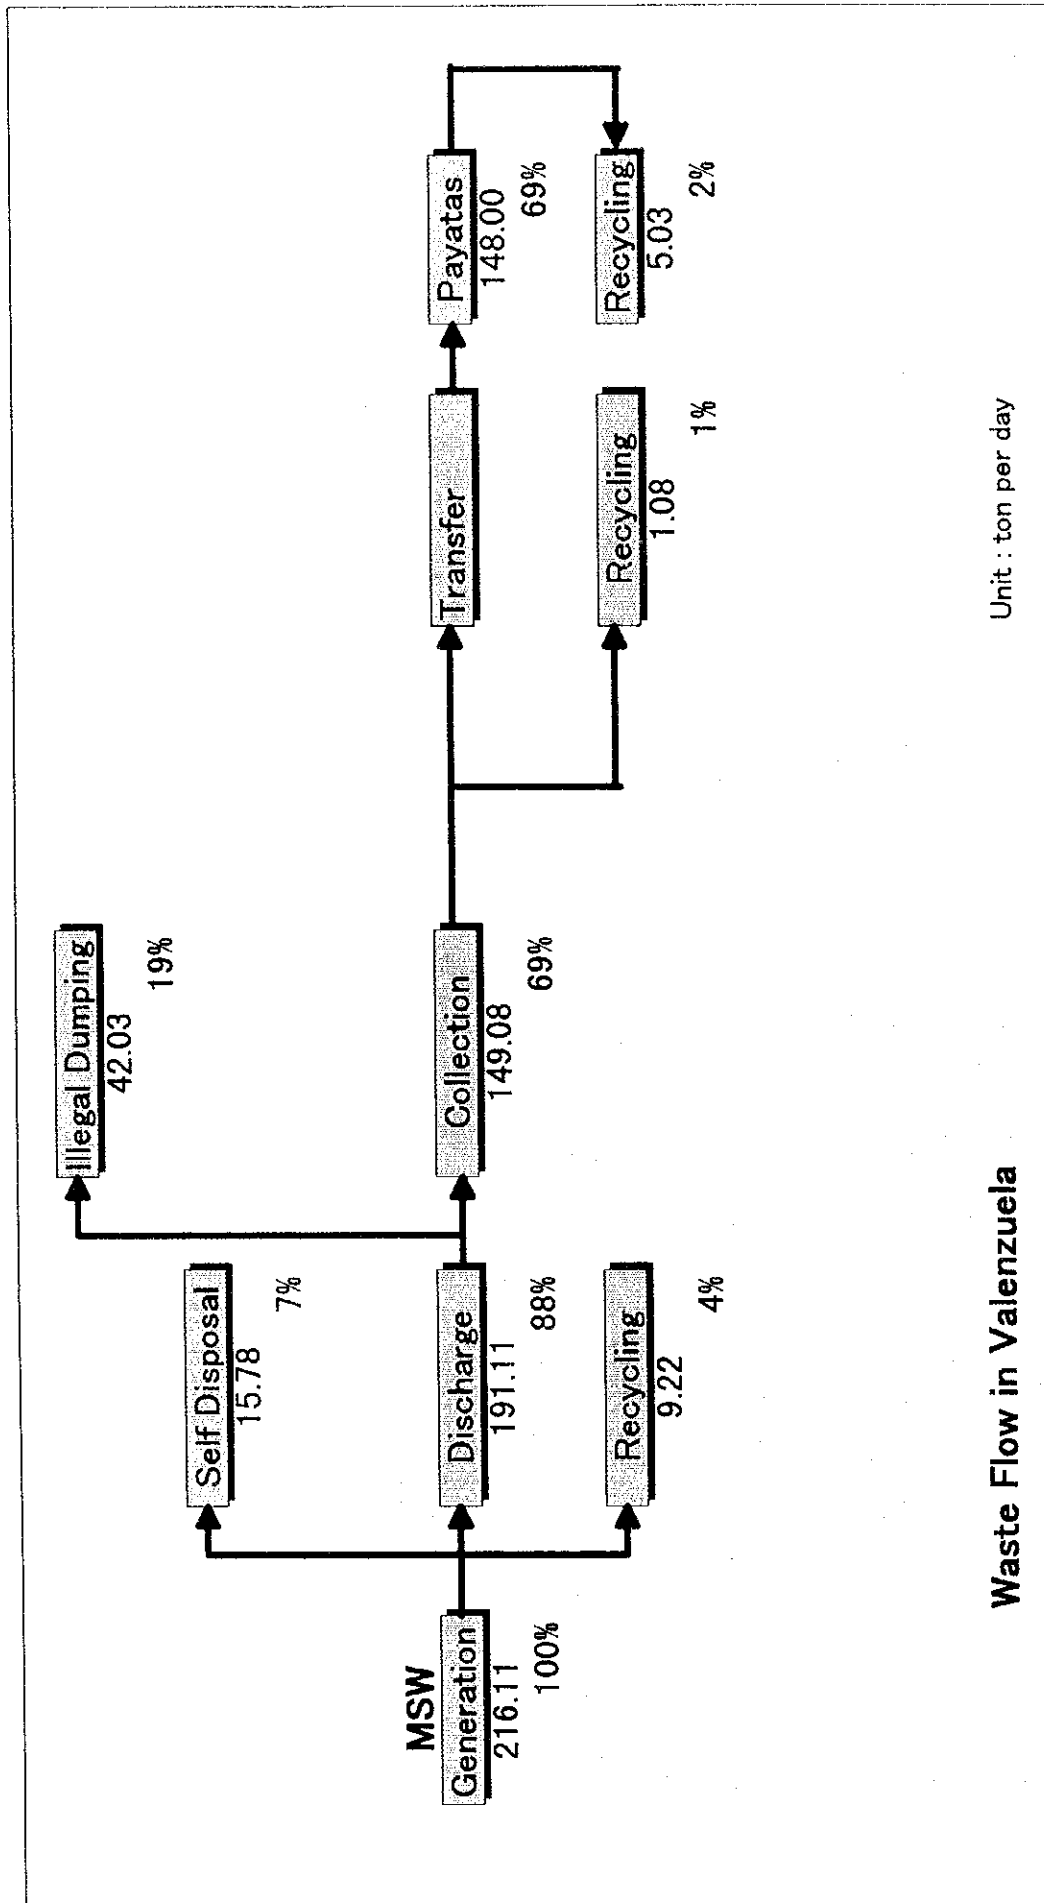 MSW
Generation
216.11
100%
Self Disposal
15.78
7%
Discharge
191.11
88%
Recycling
9.22
4%
Illegal Dumping
42.03
19%
Collection
149.08
69%
Transfer
Recycling
1.08
1%
Payatas
148.00
69%
Recycling
5.03
2%
Waste Flow in Valenzuela
Unit : ton per day